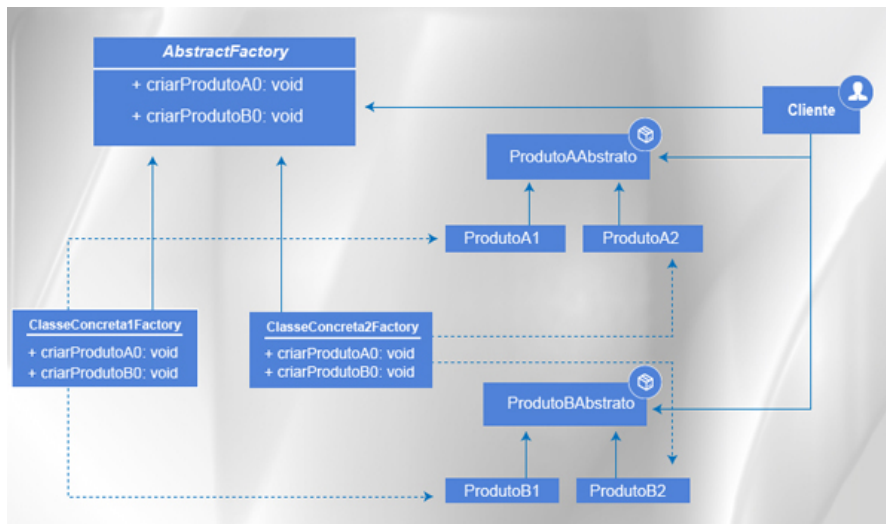 AbstractFactory
+ criarProdutoA0: void
+ criarProdutoB0: void
Cliente
ProdutoAAbstrato
ProdutoA1
ProdutoA2
ClasseConcreta1Factory
+ criarProdutoA0: void
+ criarProdutoB0: void
ClasseConcreta2Factory
+ criarProdutoA0: void
+ criarProdutoB0: void
ProdutoBAbstrato
ProdutoB1
ProdutoB2